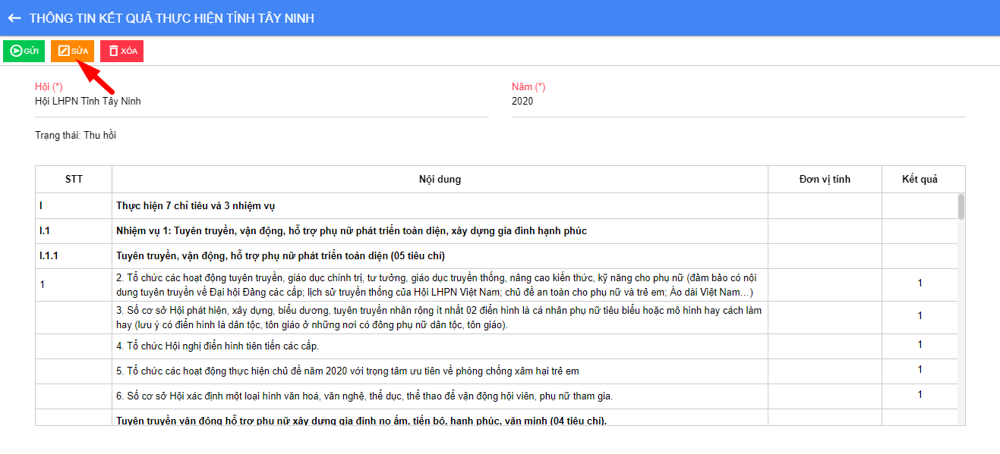 THÔNG TIN KẾT QUẢ THỰC HIỆN TỈNH TÂY NINH
GỬI SỬA XÓA
Hội (*) Năm (*)
Hội LHPN Tỉnh Tây Ninh 2020
Trạng thái: Thu hồi
STT Nội dung Đơn vị tính Kết quả
I Thực hiện 7 chỉ tiêu và 3 nhiệm vụ
I.1 Nhiệm vụ 1: Tuyên truyền, vận động, hỗ trợ phụ nữ phát triển toàn diện, xây dựng gia đình hạnh phúc
I.1.1 Tuyên truyền, vận động, hỗ trợ phụ nữ phát triển toàn diện (05 tiêu chí)
1 2. Tổ chức các hoạt động tuyên truyền, giáo dục chính trị, tư tưởng, giáo dục truyền thống, nâng cao kiến thức, kỹ năng cho phụ nữ (đảm bảo có nội
dung tuyên truyền về Đại hội Đảng các cấp; lịch sử truyền thống của Hội LHPN Việt Nam; chủ đề an toàn cho phụ nữ và trẻ em; Áo dài Việt Nam...) 1
3. Số cơ sở Hội phát hiện, xây dựng, biểu dương, tuyên truyền nhân rộng ít nhất 02 điển hình là cá nhân phụ nữ tiêu biểu hoặc mô hình hay cách làm
hay (lưu ý có điển hình là dân tộc, tôn giáo ở những nơi có đông phụ nữ dân tộc, tôn giáo). 1
4. Tổ chức Hội nghị điển hình tiên tiến các cấp. 1
5. Tổ chức các hoạt động thực hiện chủ đề năm 2020 với trọng tâm ưu tiên về phòng chống xâm hại trẻ em 1
6. Số cơ sở Hội xác định một loại hình văn hoá, văn nghệ, thể dục, thể thao để vận động hội viên, phụ nữ tham gia. 1
Tuyên truyền vận động hỗ trợ phụ nữ xây dựng gia đình no ấm, tiến bộ, hạnh phúc, văn minh (04 tiêu chí).